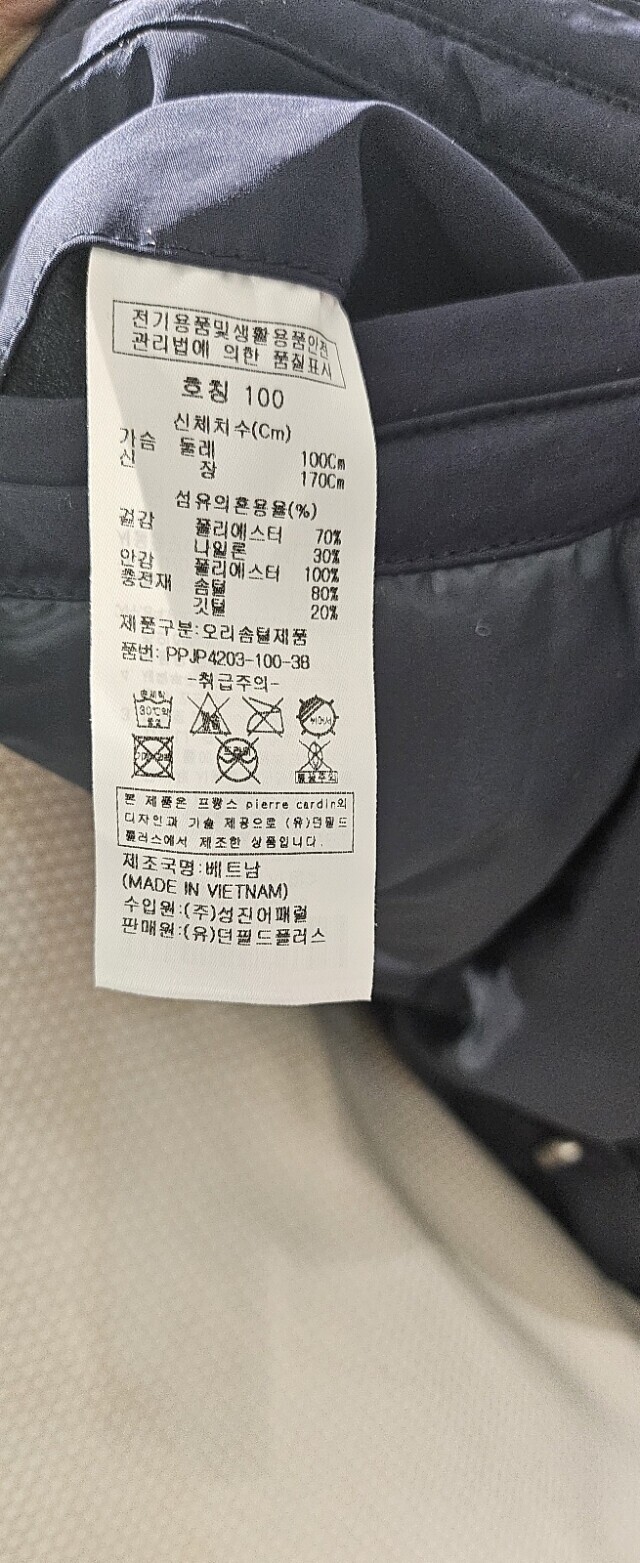 전기용품및생활용품안전
관리법에 의한 품질표시
호칭 100
신체치수(Cm)
가슴 둘레 100Cm
신 장 170Cm
섬유의혼용율(%)
겉감 폴리에스터 70%
나일론 30%
안감 폴리에스터 100%
충전재 솜털 80%
깃털 20%
제품구분:오리솜털제품
품번: PPJP4203-100-38
-취급주의-
30℃약
중성
드라이
본 제품은 프랑스 pierre cardin의
디자인과 기술 제공으로 (유)던필드
플러스에서 제조한 상품입니다.
제조국명:베트남
(MADE IN VIETNAM)
수입원:(주)성진어패럴
판매원:(유)던필드플러스